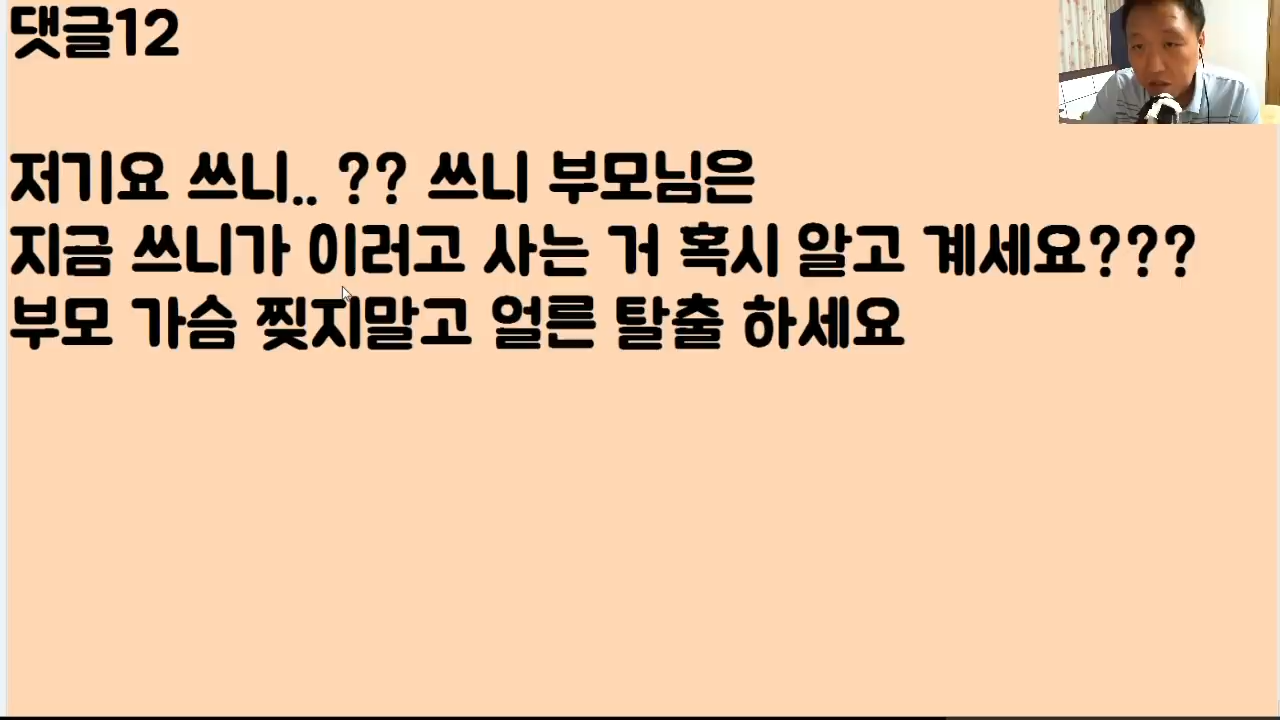 댓글12
저기요 쓰니.. ?? 쓰니 부모님은
지금 쓰니가 이러고 사는 거 혹시 알고 계세요???
부모 가슴 찢지말고 얼른 탈출 하세요